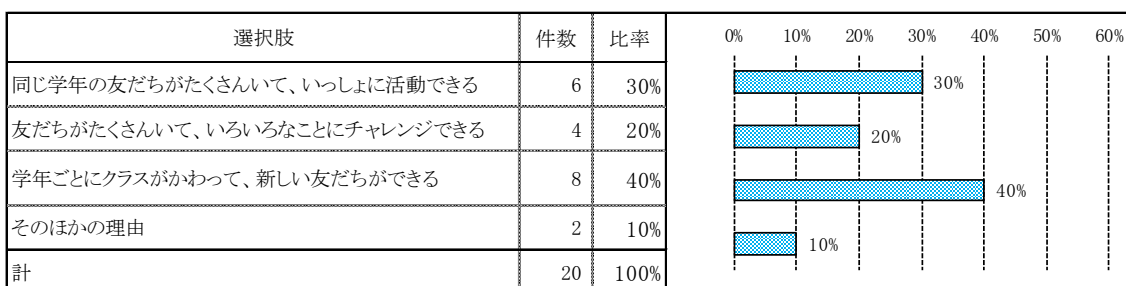 選択肢 件数 比率 0% 10% 20% 30% 40% 50% 60%
同じ学年の友だちがたくさんいて、いっしょに活動できる 6 30% 30%
友だちがたくさんいて、いろいろなことにチャレンジできる 4 20% 20%
学年ごとにクラスがかわって、新しい友だちができる 8 40% 40%
そのほかの理由 2 10% 10%
計 20 100%